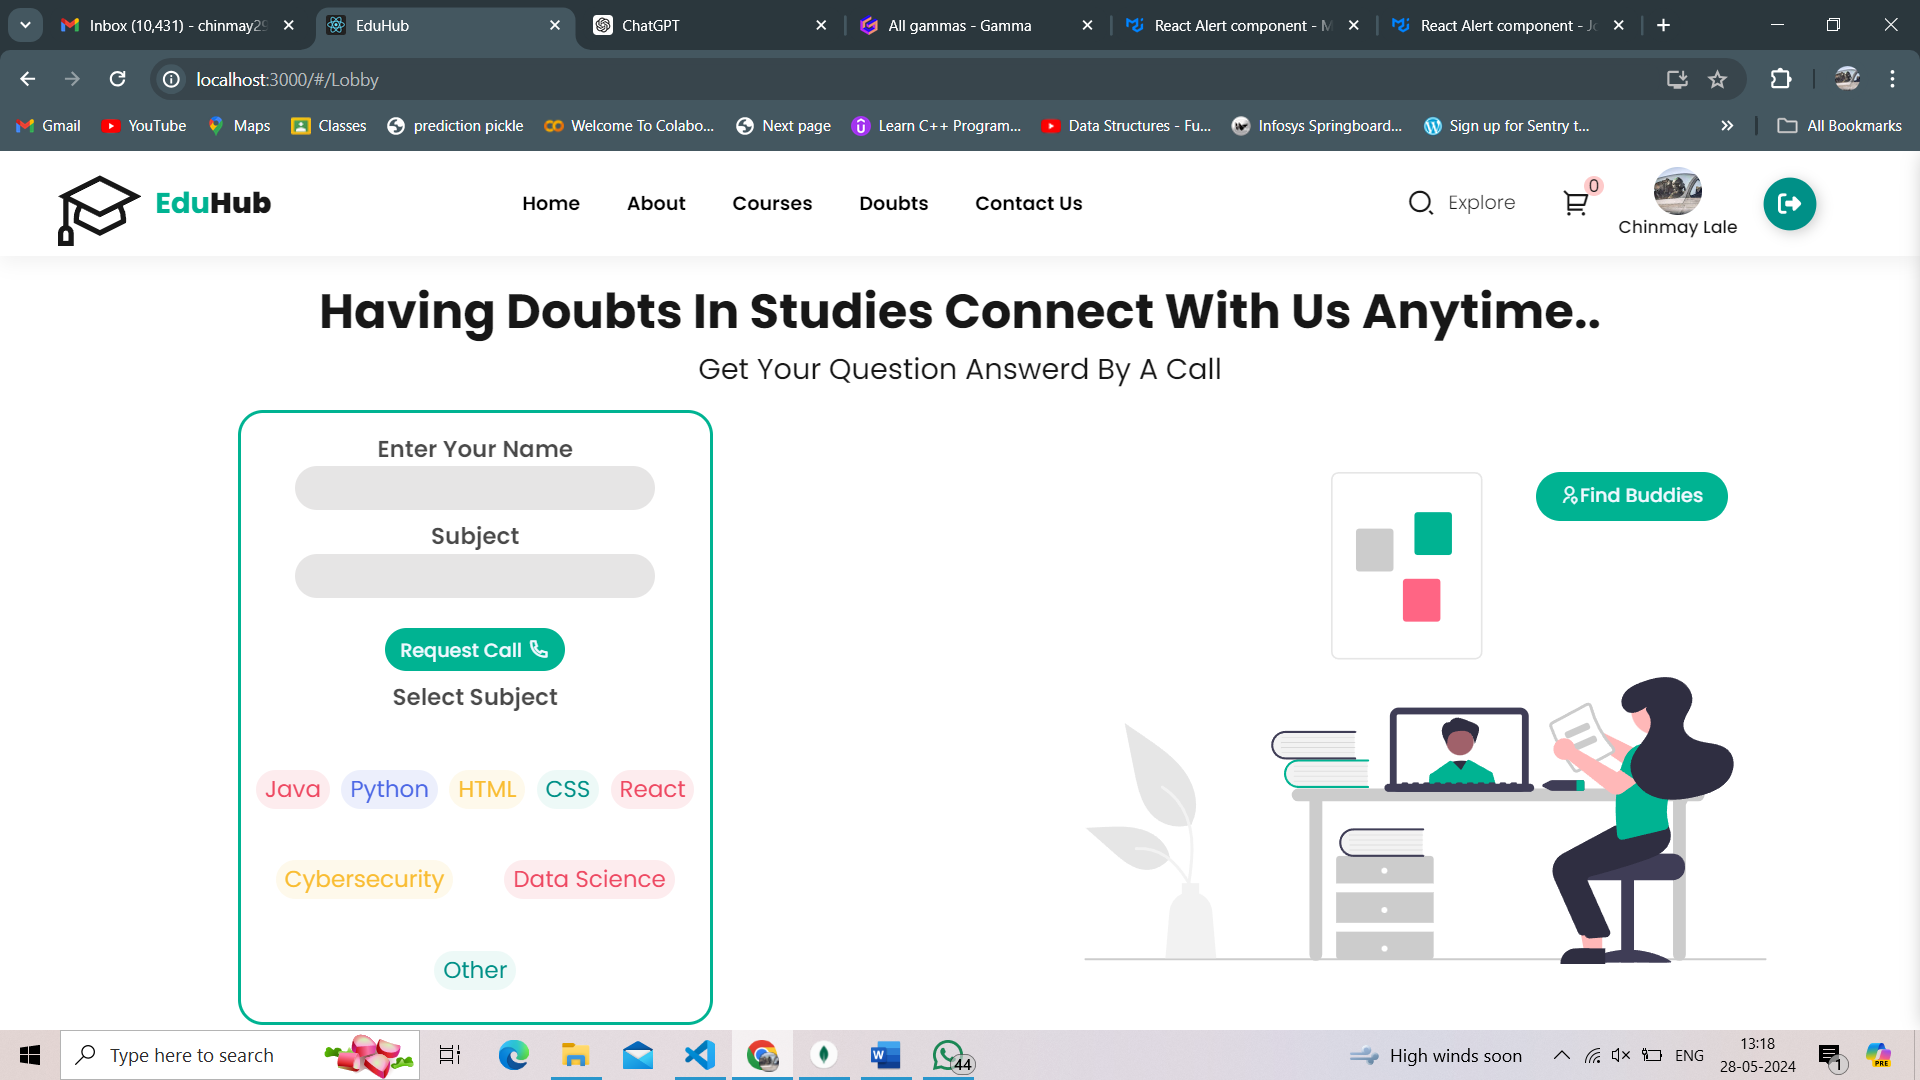 Inbox (10,431) - chinmay29
EduHub
ChatGPT
All gammas - Gamma
React Alert component - M
React Alert component - Jo
localhost:3000/#/Lobby
Gmail
YouTube
Maps
Classes
prediction pickle
Welcome To Colabo...
Next page
Learn C++ Program...
Data Structures - Fu...
Infosys Springboard...
Sign up for Sentry t...
All Bookmarks
EduHub
Home
About
Courses
Doubts
Contact Us
Explore
0
Chinmay Lale
Having Doubts In Studies Connect With Us Anytime..
Get Your Question Answerd By A Call
Enter Your Name
Subject
Request Call
Select Subject
Java
Python
HTML
CSS
React
Cybersecurity
Data Science
Other
Find Buddies
Type here to search
W
44
High winds soon
ENG
13:18
28-05-2024
1
PRE